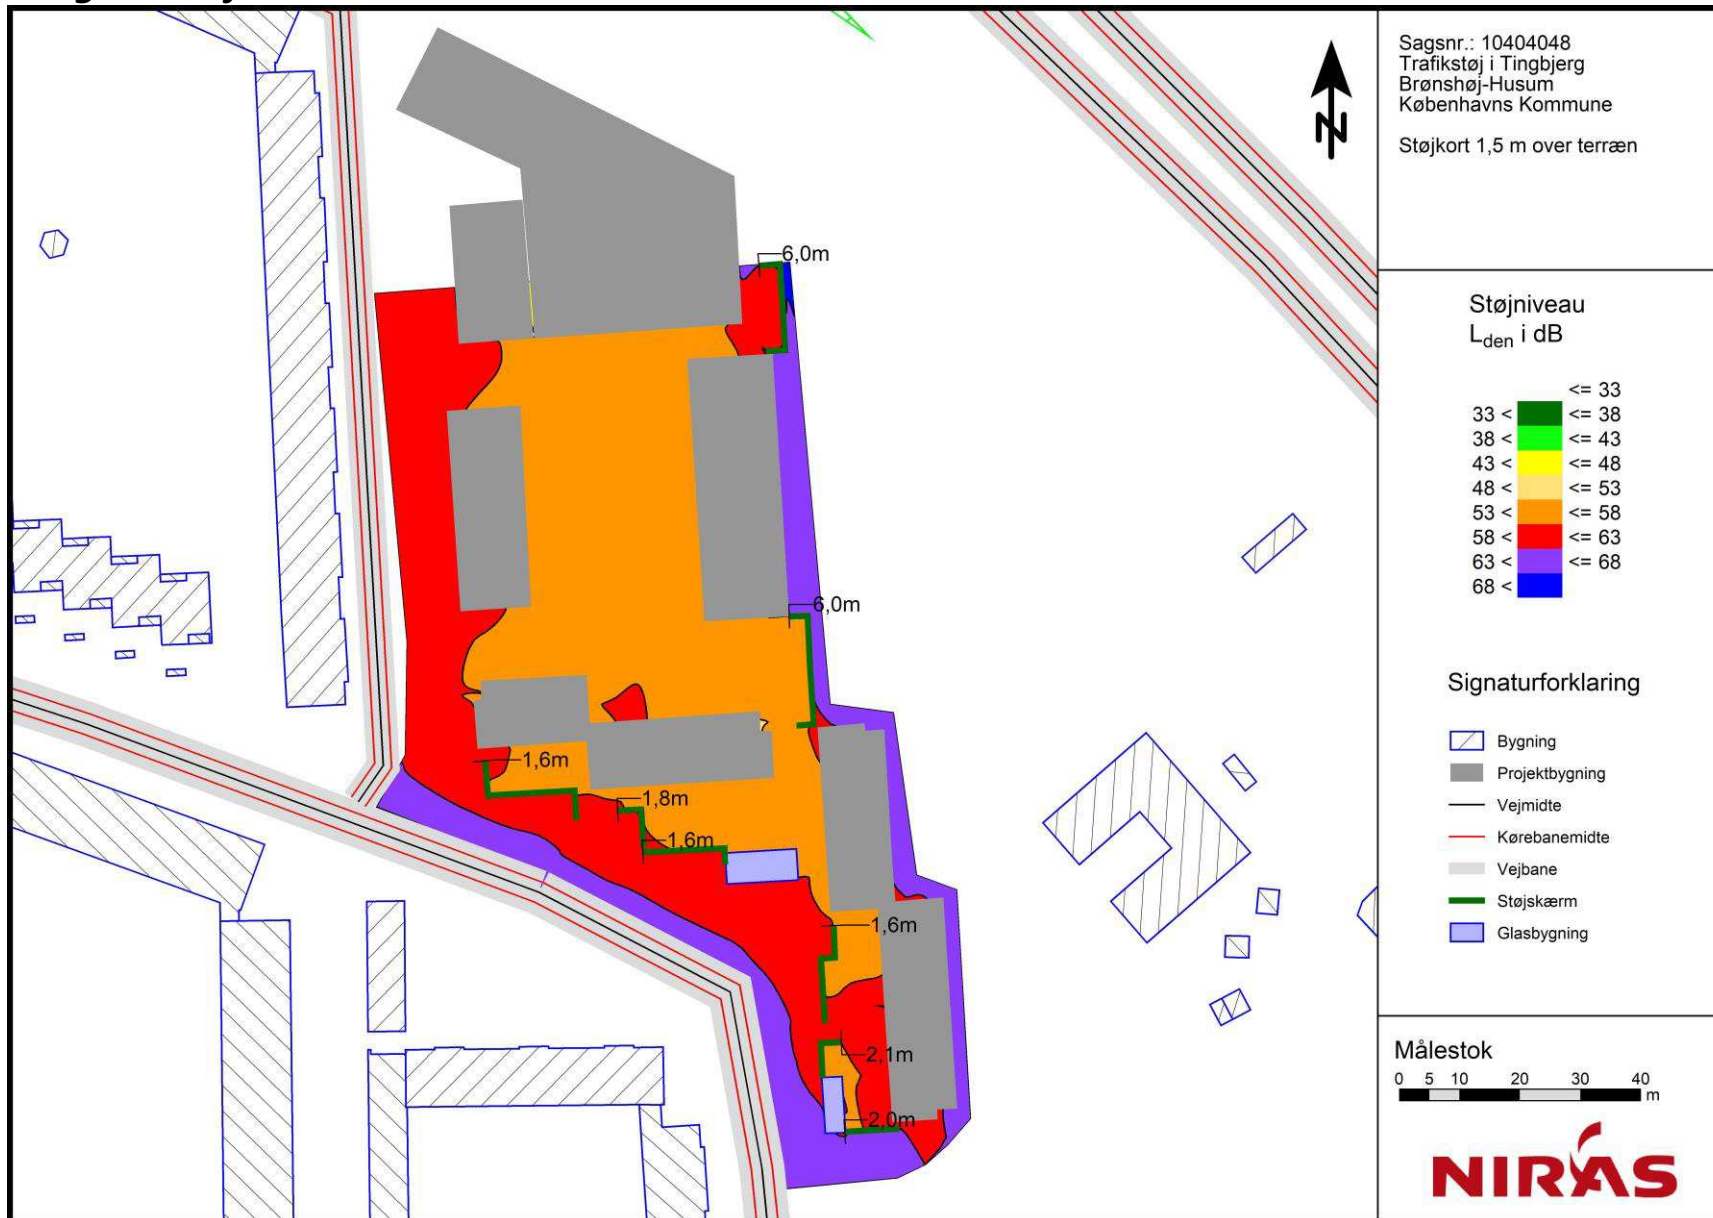 6,0m
6,0m
1,6m
1,8m
1,6m
1,6m
2,1m
2,0m
N
Sagsnr.: 10404048
Trafikstøj i Tingbjerg
Brønshøj-Husum
Københavns Kommune
Støjkort 1,5 m over terræn
Støjniveau
Lden i dB
<= 33
33 < <= 38
38 < <= 43
43 < <= 48
48 < <= 53
53 < <= 58
58 < <= 63
63 < <= 68
68 <
Signaturforklaring
Bygning
Projektbygning
Vejmidte
Kørebanemidte
Vejbane
Støjskærm
Glasbygning
Målestok
0 5 10 20 30 40
m
NIRAS